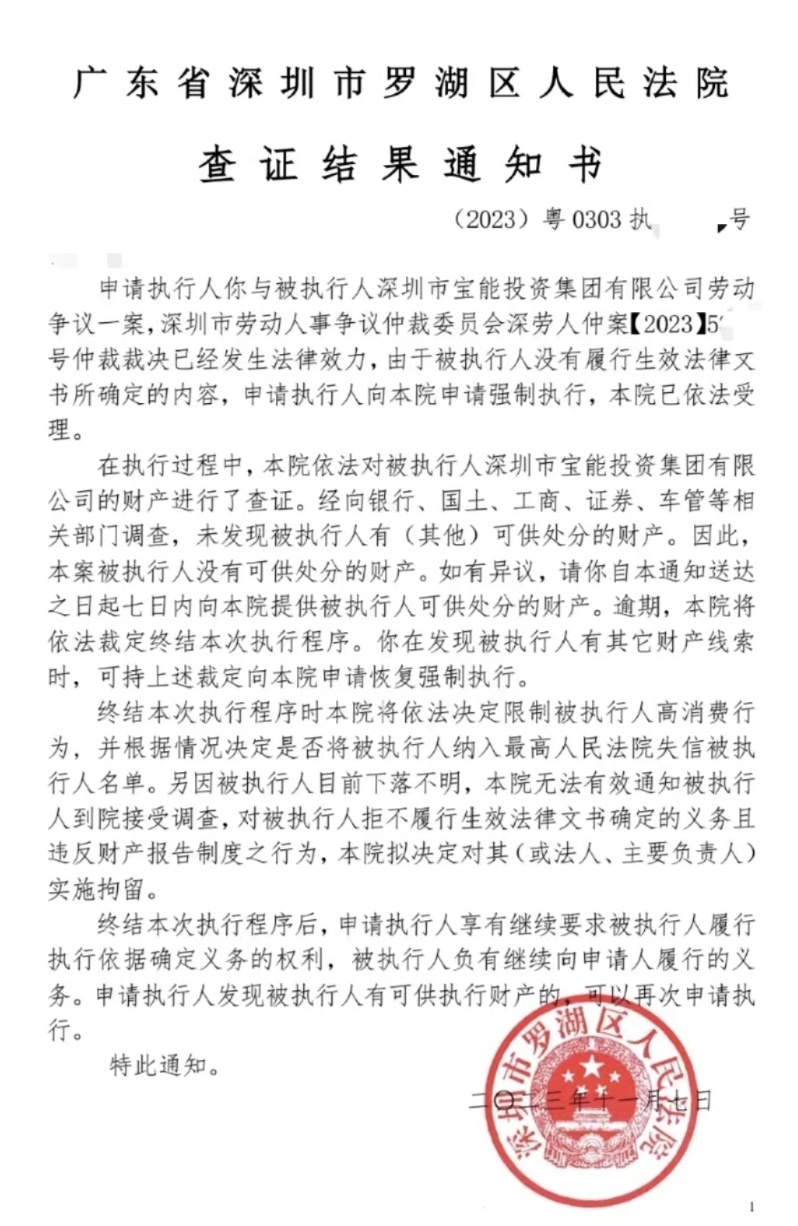 广东省深圳市罗湖区人民法院
查证结果通知书
（2023）粤0303执 号
申请执行人你与被执行人深圳市宝能投资集团有限公司劳动
争议一案，深圳市劳动人事争议仲裁委员会深劳人仲案【2023】5
号仲裁裁决已经发生法律效力，由于被执行人没有履行生效法律文
书所确定的内容，申请执行人向本院申请强制执行，本院已依法受
理。
在执行过程中，本院依法对被执行人深圳市宝能投资集团有限
公司的财产进行了查证。经向银行、国土、工商、证券、车管等相
关部门调查，未发现被执行人有（其他）可供处分的财产。因此，
本案被执行人没有可供处分的财产。如有异议，请你自本通知送达
之日起七日内向本院提供被执行人可供处分的财产。逾期，本院将
依法裁定终结本次执行程序。你在发现被执行人有其它财产线索
时，可持上述裁定向本院申请恢复强制执行。
终结本次执行程序时本院将依法决定限制被执行人高消费行
为，并根据情况决定是否将被执行人纳入最高人民法院失信被执
行人名单。另因被执行人目前下落不明，本院无法有效通知被执行
人到院接受调查，对被执行人拒不履行生效法律文书确定的义务且
违反财产报告制度之行为，本院拟决定对其（或法人、主要负责人）
实施拘留。
终结本次执行程序后，申请执行人享有继续要求被执行人履行
执行依据确定义务的权利，被执行人负有继续向申请人履行的义
务。申请执行人发现被执行人有可供执行财产的，可以再次申请执
行。
特此通知。
二〇二三年十一月七日
深圳市罗湖区人民法院
1